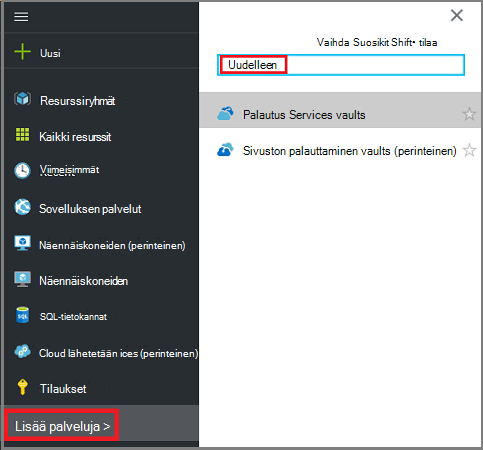 Uusi
Resurssiryhmät
Kaikki resurssit
Viimeisimmät
Sovelluksen palvelut
Näennäiskoneiden (perinteinen)
Näennäiskoneiden
SQL-tietokannat
Cloud lähetetään ices (perinteinen)
Tilaukset
Lisää palveluja >
Vaihda Suosikit Shift+ tilaa
Uudelleen
Palautus Services vaults
Sivuston palauttaminen vaults (perinteinen)